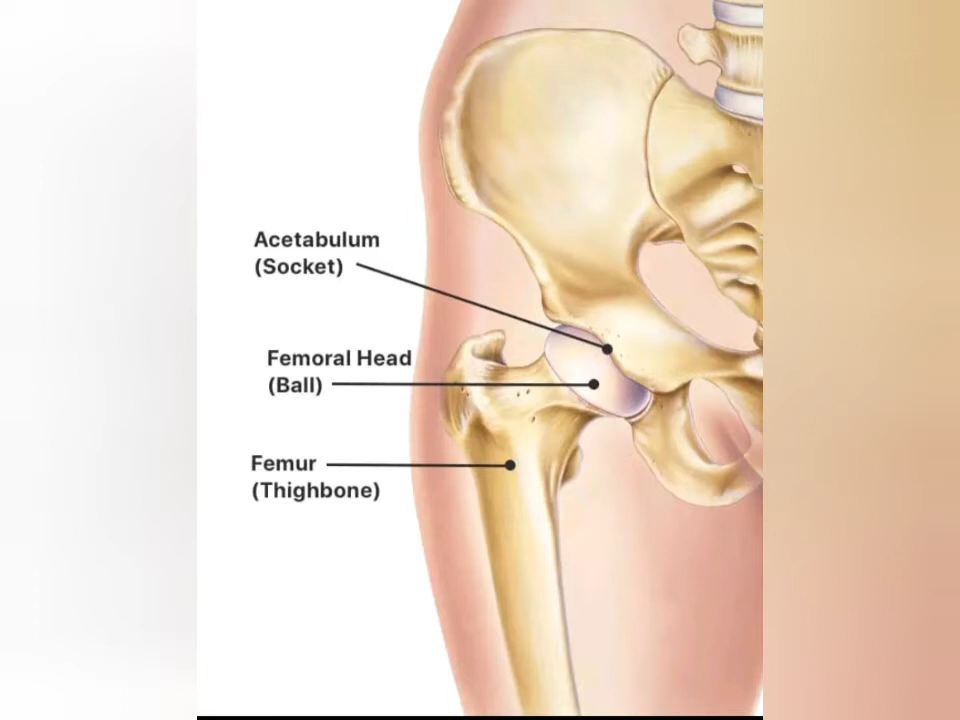 Acetabulum
(Socket)
Femoral Head
(Ball)
Femur
(Thighbone)